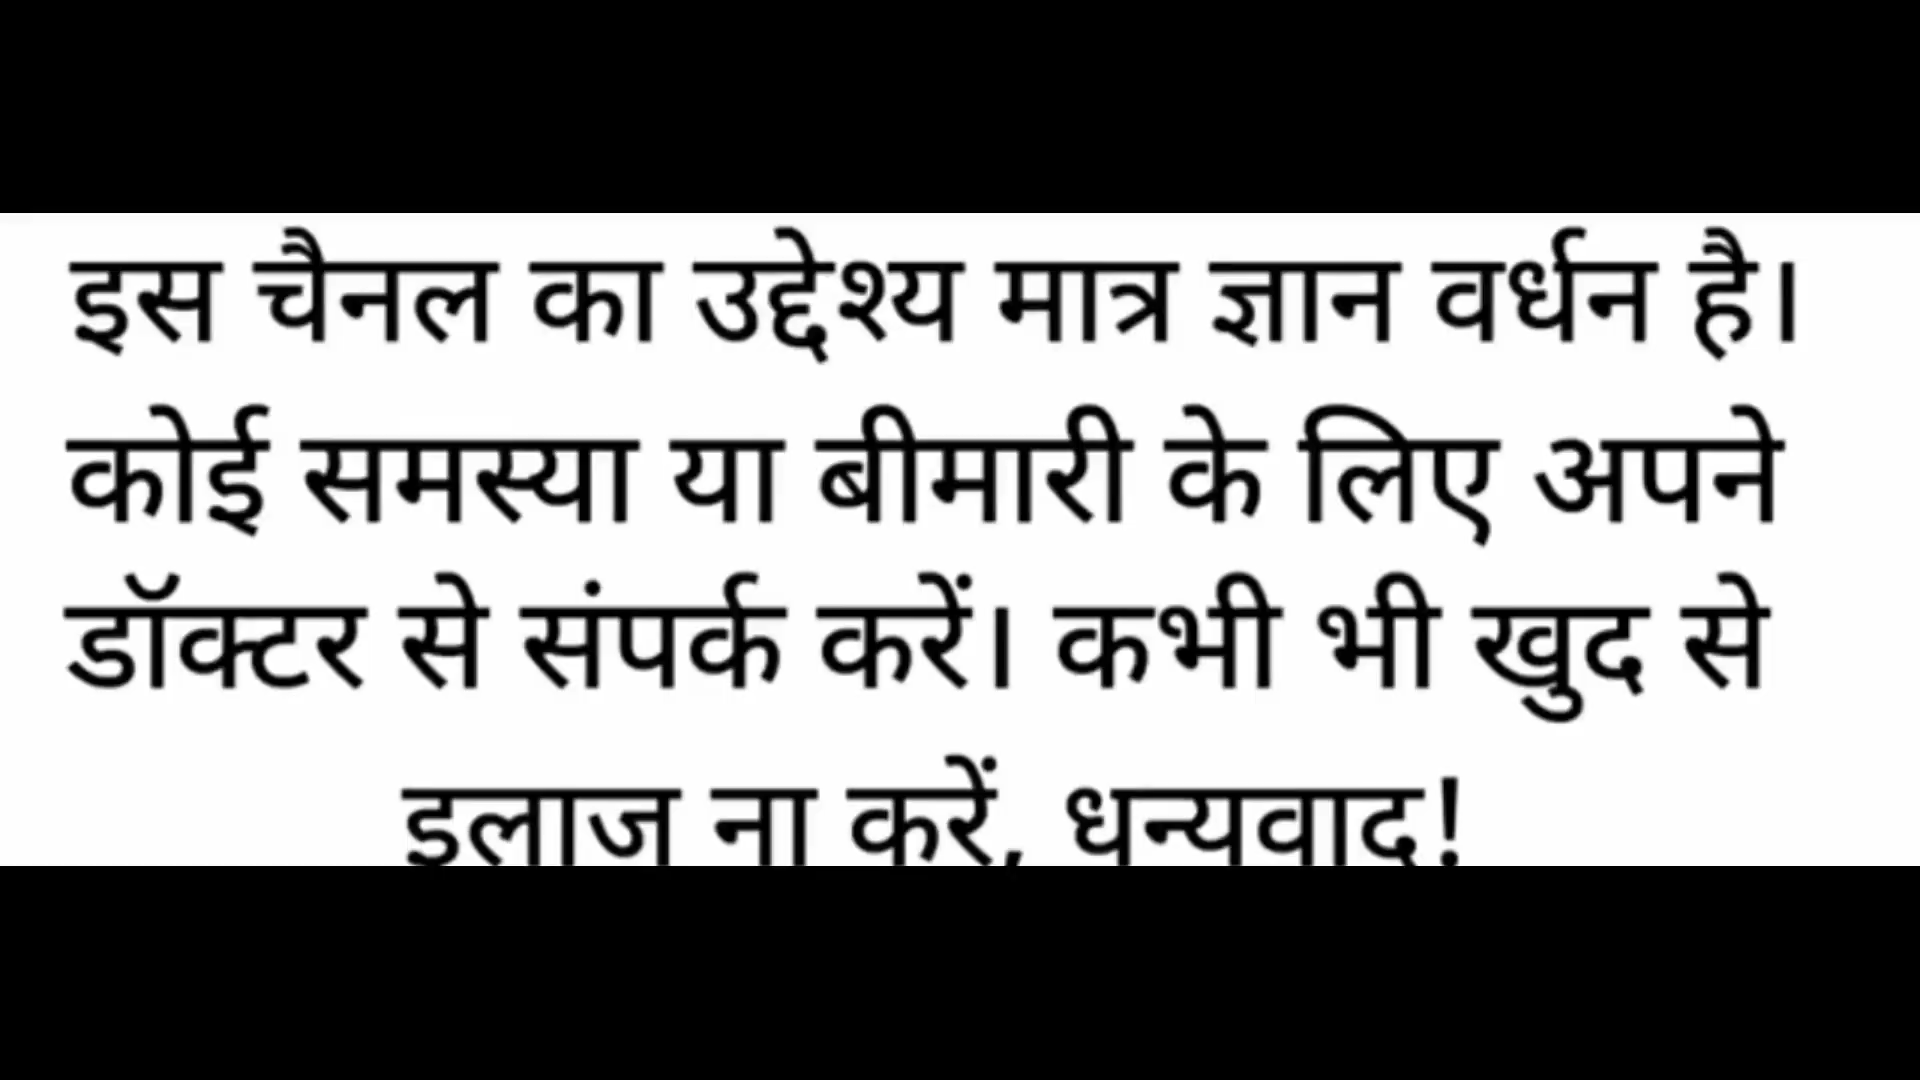 इस चैनल का उद्देश्य मात्र ज्ञान वर्धन है।
कोई समस्या या बीमारी के लिए अपने
डॉक्टर से संपर्क करें। कभी भी खुद से
इलाज ना करें, धन्यवाद!